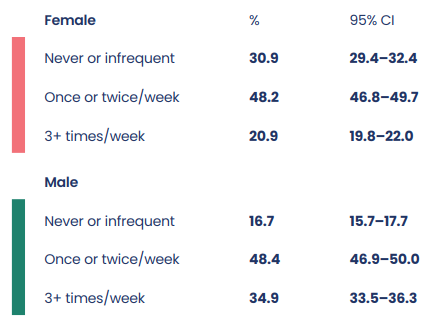 Female % 95% CI
Never or infrequent 30.9 29.4–32.4
Once or twice/week 48.2 46.8–49.7
3+ times/week 20.9 19.8–22.0
Male
Never or infrequent 16.7 15.7–17.7
Once or twice/week 48.4 46.9–50.0
3+ times/week 34.9 33.5–36.3